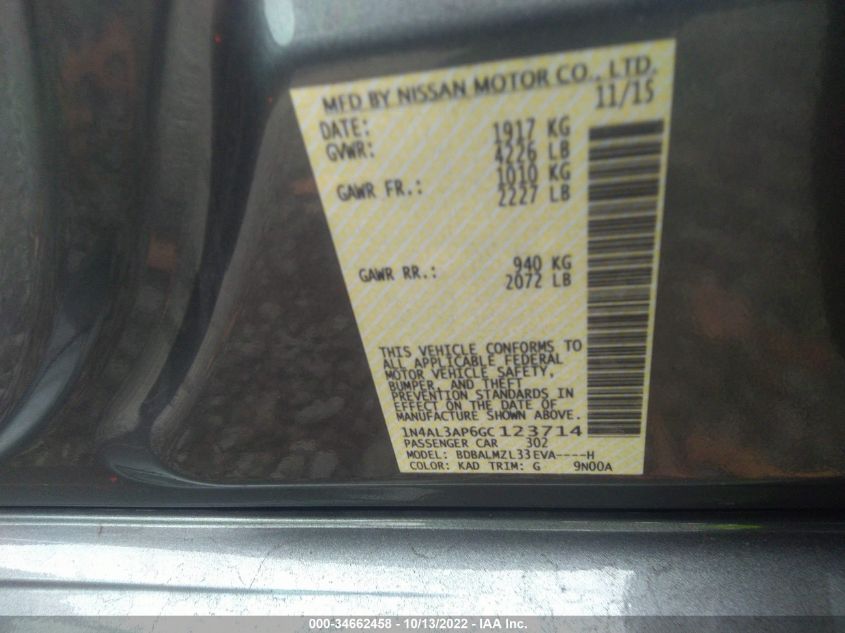 MFD BY NISSAN MOTOR CO., LTD.
DATE: 11/15
GVWR: 1917 KG
4226 LB
GAWR FR.: 1010 KG
2227 LB
GAWR RR.: 940 KG
2072 LB
THIS VEHICLE CONFORMS TO
ALL APPLICABLE FEDERAL
MOTOR VEHICLE SAFETY,
BUMPER, AND THEFT
PREVENTION STANDARDS IN
EFFECT ON THE DATE OF
MANUFACTURE SHOWN ABOVE.
1N4AL3AP6GC123714
PASSENGER CAR 302
MODEL: BDBALMZL33EVA----H
COLOR: KAD TRIM: G 9N00A
000-34662458 - 10/13/2022 - IAA Inc.